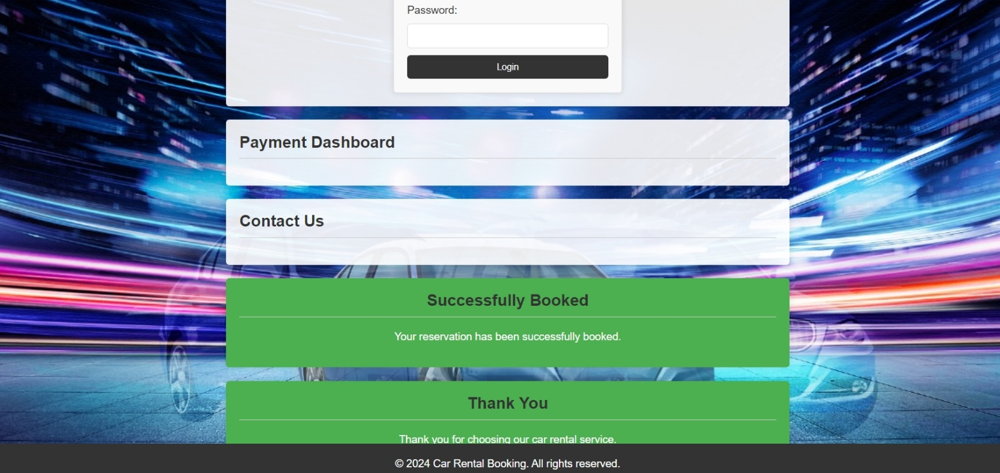 Password:
Login
Payment Dashboard
Contact Us
Successfully Booked
Your reservation has been successfully booked.
Thank You
Thank you for choosing our car rental service.
© 2024 Car Rental Booking. All rights reserved.